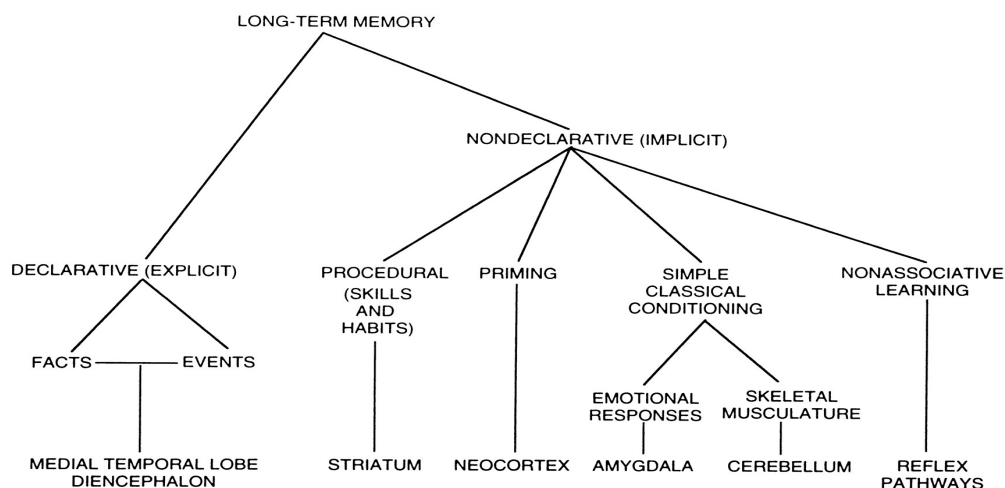 LONG-TERM MEMORY
NONDECLARATIVE (IMPLICIT)
DECLARATIVE (EXPLICIT)
PROCEDURAL
(SKILLS
AND
HABITS)
PRIMING
SIMPLE
CLASSICAL
CONDITIONING
NONASSOCIATIVE
LEARNING
FACTS
EVENTS
EMOTIONAL
RESPONSES
SKELETAL
MUSCULATURE
MEDIAL TEMPORAL LOBE
DIENCEPHALON
STRIATUM
NEOCORTEX
AMYGDALA
CEREBELLUM
REFLEX
PATHWAYS